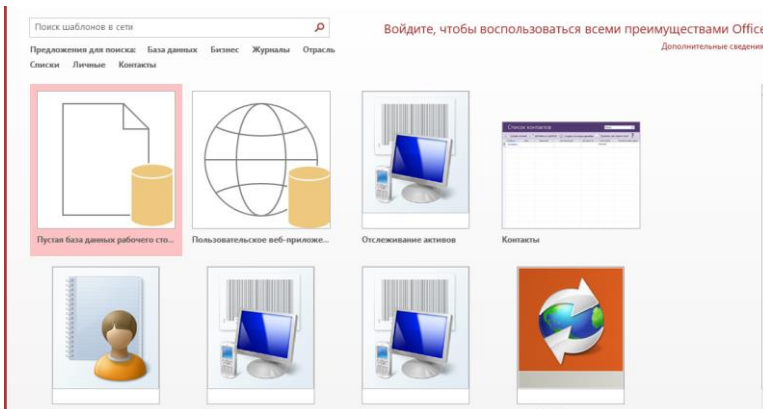 Поиск шаблонов в сети
Войдите, чтобы воспользоваться всеми преимуществами Office
Дополнительные сведения
Предложения для поиска: База данных Бизнес Журналы Отрасль
Списки Личные Контакты
Список контактов
Пустая база данных рабочего сто...
Пользовательское веб-приложе...
Отслеживание активов
Контакты